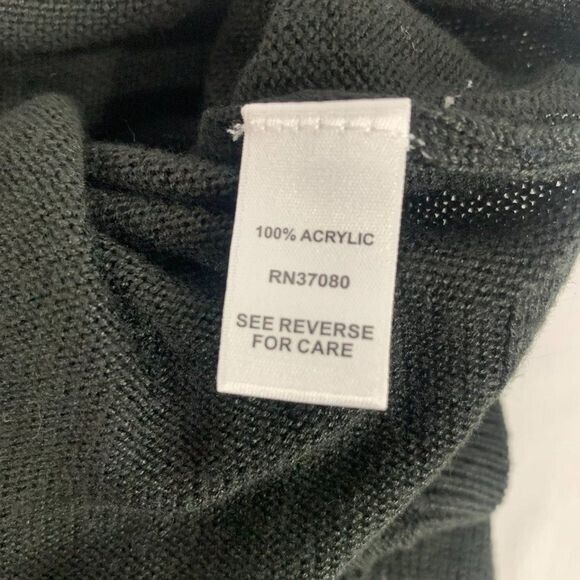 100% ACRYLIC
RN37080
SEE REVERSE
FOR CARE